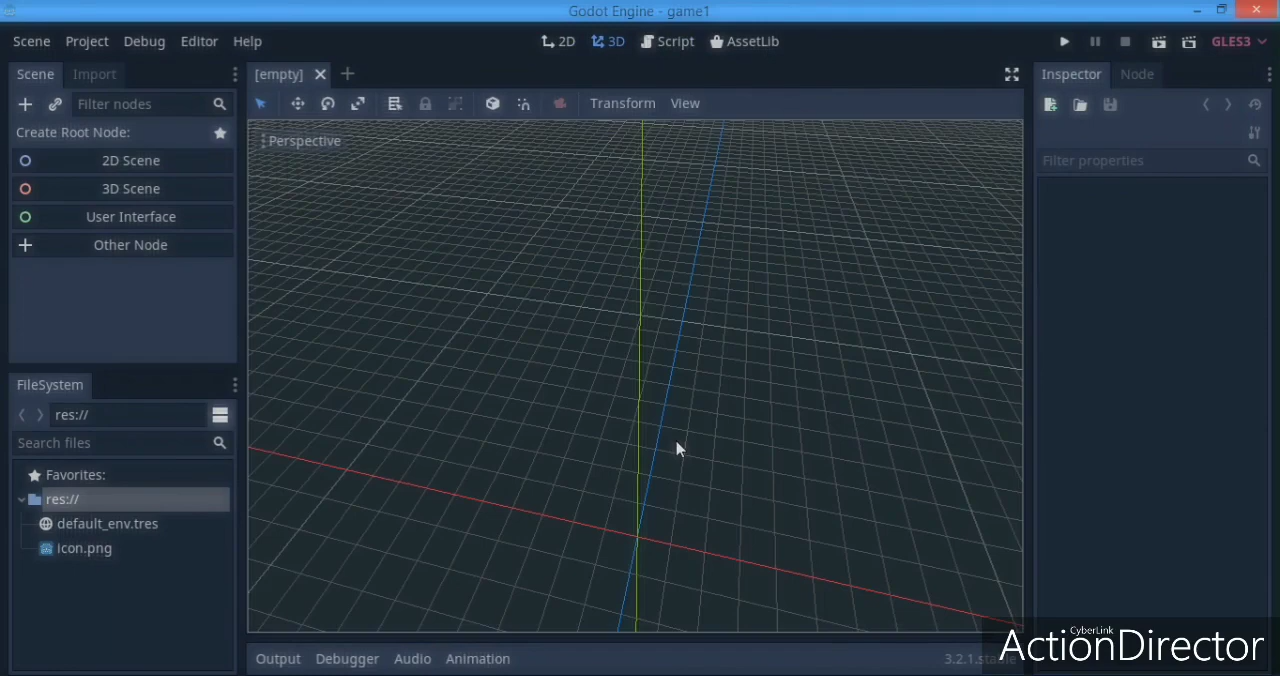 Godot Engine - game1
Scene Project Debug Editor Help
2D 3D Script AssetLib
GLES3
Scene Import
[empty]
Inspector Node
Filter nodes
Transform View
Create Root Node:
Perspective
2D Scene
3D Scene
User Interface
Other Node
Filter properties
FileSystem
res://
Search files
Favorites:
res://
default_env.tres
icon.png
Output Debugger Audio Animation
3.2.1.stable
CyberLink
ActionDirector